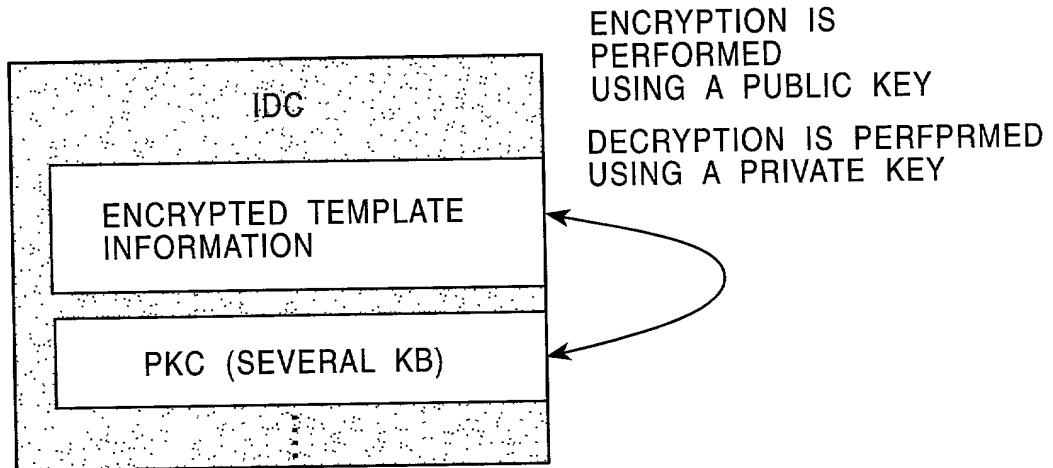 ENCRYPTION IS
PERFORMED
USING A PUBLIC KEY
DECRYPTION IS PERFPRMED
USING A PRIVATE KEY
IDC
ENCRYPTED TEMPLATE
INFORMATION
PKC (SEVERAL KB)